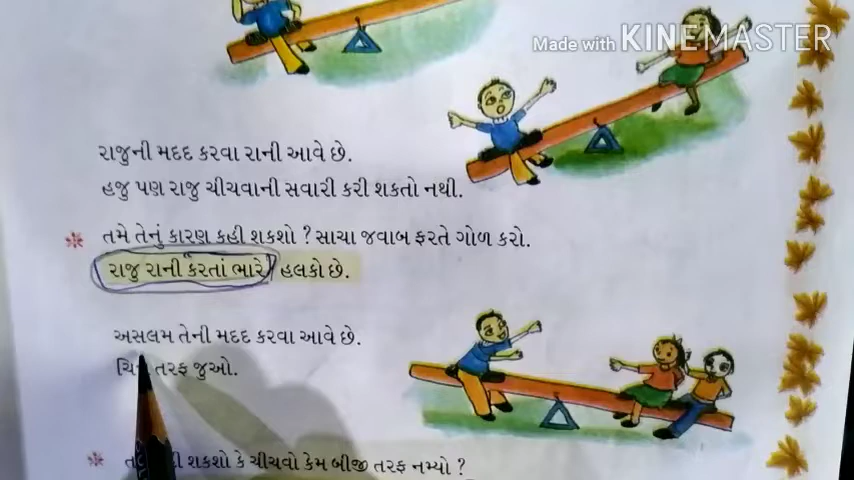 Made with KINEMASTER
રાજુની મદદ કરવા રાની આવે છે.
હજુ પણ રાજુ ચીચવાની સવારી કરી શકતો નથી.
તમે તેનું કારણ કહી શકશો ? સાચા જવાબ ફરતે ગોળ કરો.
રાજુ રાની કરતાં ભારે / હલકો છે.
અસલમ તેની મદદ કરવા આવે છે.
તરફ જુઓ.
શકશો કે ચીચવો કેમ બીજી તરફ નમ્યો ?